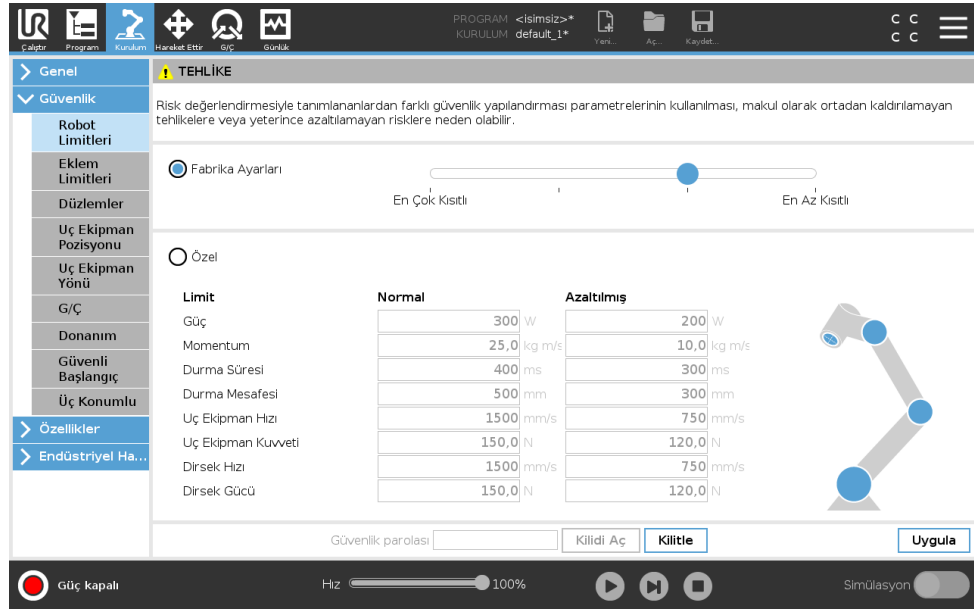 PROGRAM <isimsiz>*
KURULUM default_1*
Çalıştır Program Kurulum Hareket Ettir G/Ç Günlük Yeni... Aç... Kaydet...
C C
C C
Genel
Güvenlik
Robot
Limitleri
Eklem
Limitleri
Düzlemler
Uç Ekipman
Pozisyonu
Uç Ekipman
Yönü
G/Ç
Donanım
Güvenli
Başlangıç
Üç Konumlu
Özellikler
Endüstriyel Ha...
TEHLİKE
Risk değerlendirmesiyle tanımlananlardan farklı güvenlik yapılandırması parametrelerinin kullanılması, makul olarak ortadan kaldırılamayan
tehlikelere veya yeterince azaltılamayan risklere neden olabilir.
Fabrika Ayarları
En Çok Kısıtlı En Az Kısıtlı
Özel
Limit Normal Azaltılmış
Güç 300 W 200 W
Momentum 25,0 kg m/s 10,0 kg m/s
Durma Süresi 400 ms 300 ms
Durma Mesafesi 500 mm 300 mm
Uç Ekipman Hızı 1500 mm/s 750 mm/s
Uç Ekipman Kuvveti 150,0 N 120,0 N
Dirsek Hızı 1500 mm/s 750 mm/s
Dirsek Gücü 150,0 N 120,0 N
Güvenlik parolası Kilidi Aç Kilitle Uygula
Güç kapalı Hız 100% Simülasyon